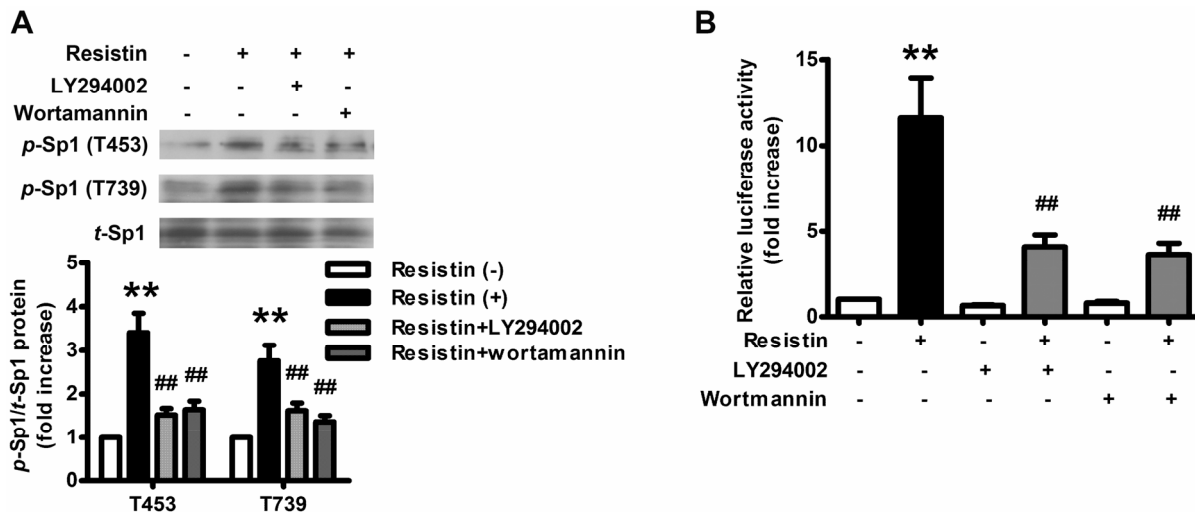 A
Resistin - + + +
LY294002 - - + -
Wortamannin - - - +
p-Sp1 (T453)
p-Sp1 (T739)
t-Sp1
p-Sp1/t-Sp1 protein
(fold increase)
5
4
3
2
1
0
**
##
##
**
##
##
T453 T739
Resistin (-)
Resistin (+)
Resistin+LY294002
Resistin+wortamannin
B
Relative luciferase activity
(fold increase)
15
10
5
0
**
##
##
Resistin - + - + - +
LY294002 - - + + - -
Wortmannin - - - - + +